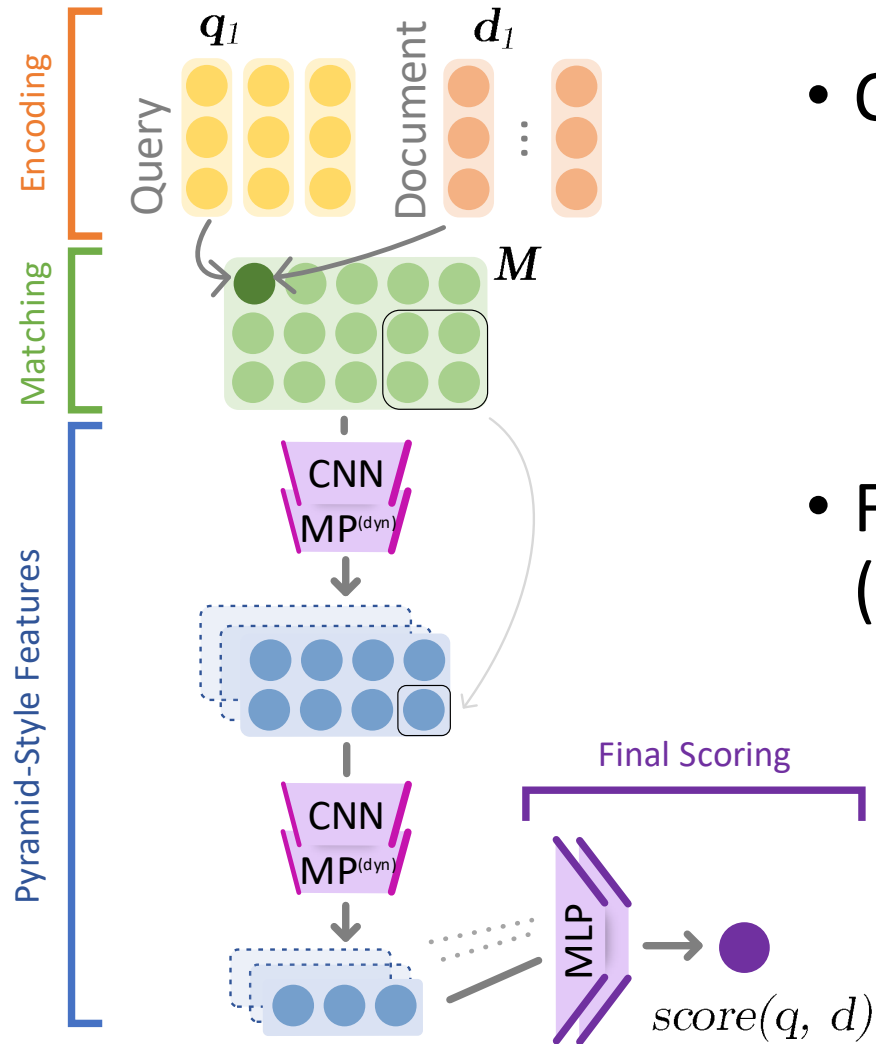 Encoding
Query
q₁
Document
d₁
...
Matching
M
Pyramid-Style Features
CNN
MP(dyn)
CNN
MP(dyn)
Final Scoring
MLP
score(q, d)
•
•
(